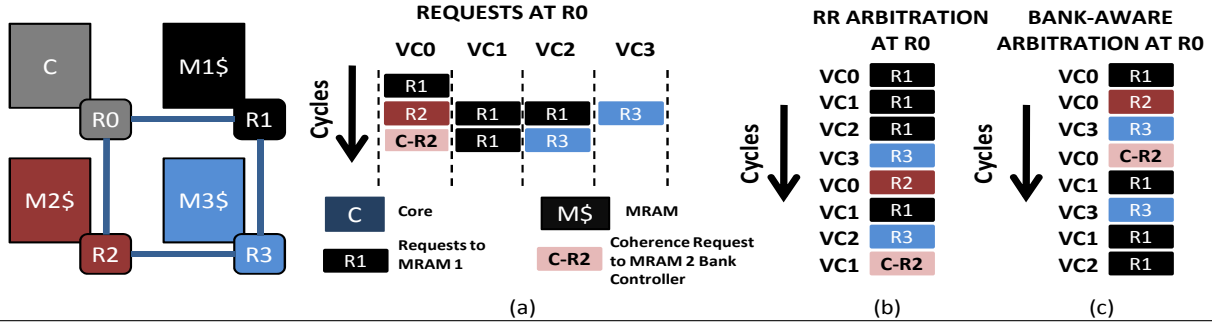 C
M1$
R0
R1
M2$
M3$
R2
R3
REQUESTS AT R0
VC0 VC1 VC2 VC3
Cycles
R1
R2 R1 R1 R3
C-R2 R1 R3
C Core
M$ MRAM
R1 Requests to
MRAM 1
C-R2 Coherence Request
to MRAM 2 Bank
Controller
(a)
RR ARBITRATION
AT R0
Cycles
VC0 R1
VC1 R1
VC2 R1
VC3 R3
VC0 R2
VC1 R1
VC2 R3
VC1 C-R2
(b)
BANK-AWARE
ARBITRATION AT R0
Cycles
VC0 R1
VC0 R2
VC3 R3
VC0 C-R2
VC1 R1
VC3 R3
VC1 R1
VC2 R1
(c)